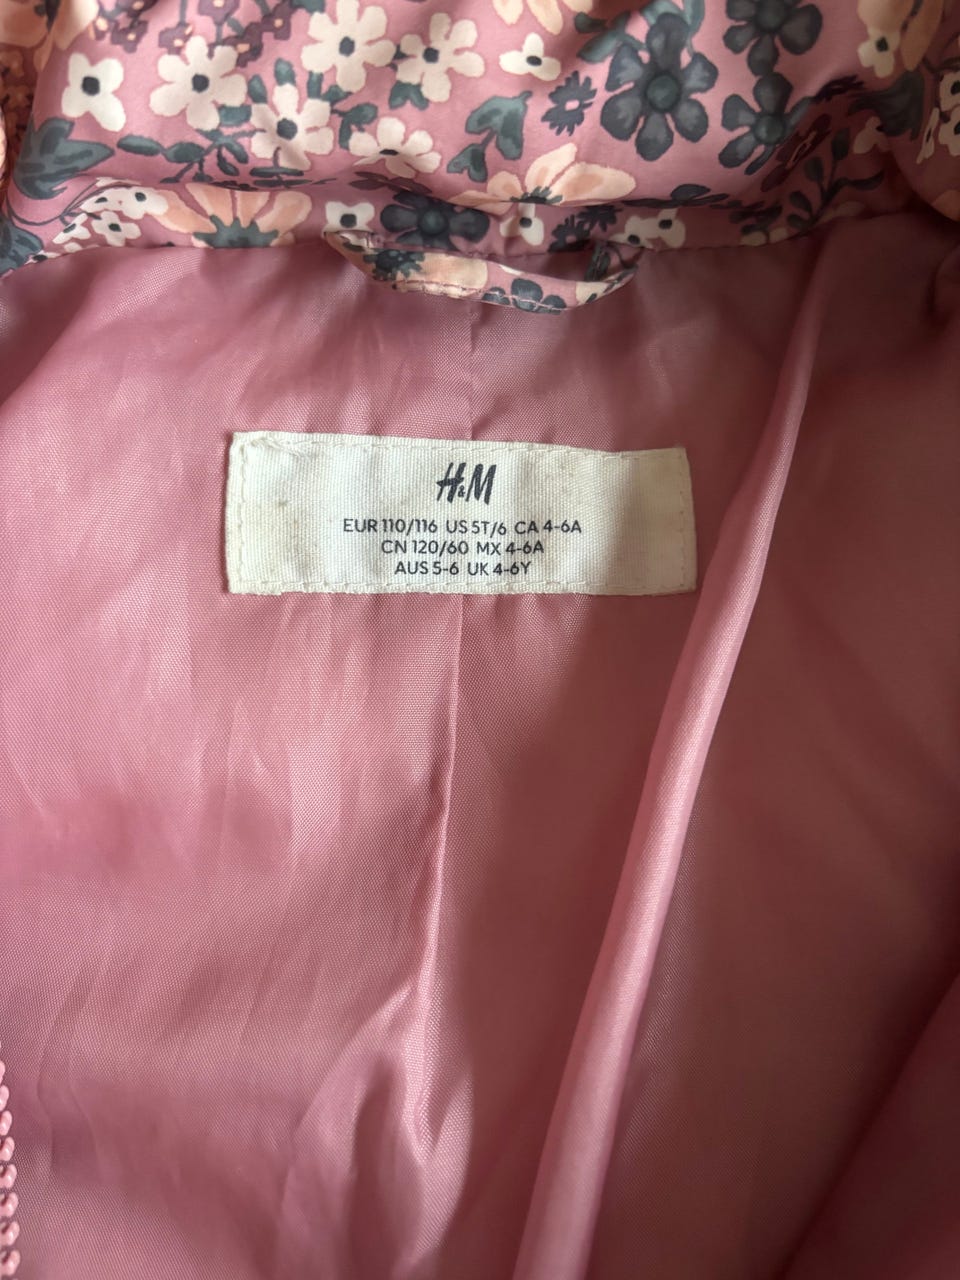 H&M
EUR 110/116 US 5T/6 CA 4-6A
CN 120/60 MX 4-6A
AUS 5-6 UK 4-6Y